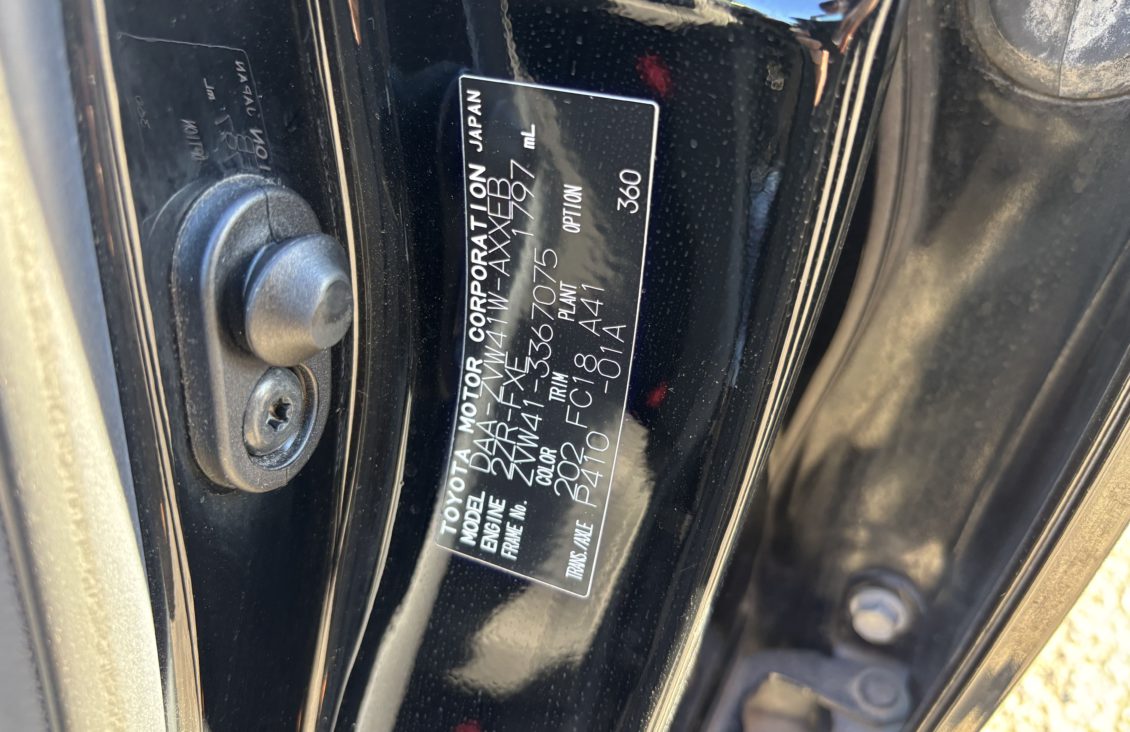 TOYOTA MOTOR CORPORATION JAPAN
MODEL DAA-ZVW41W-AXXEB
ENGINE 2ZR-FXE 1797 mL
FRAME No. ZVW41-3367075
COLOR TRIM PLANT OPTION
202 FC18 A41
TRANS./AXLE : P410 -01A 360